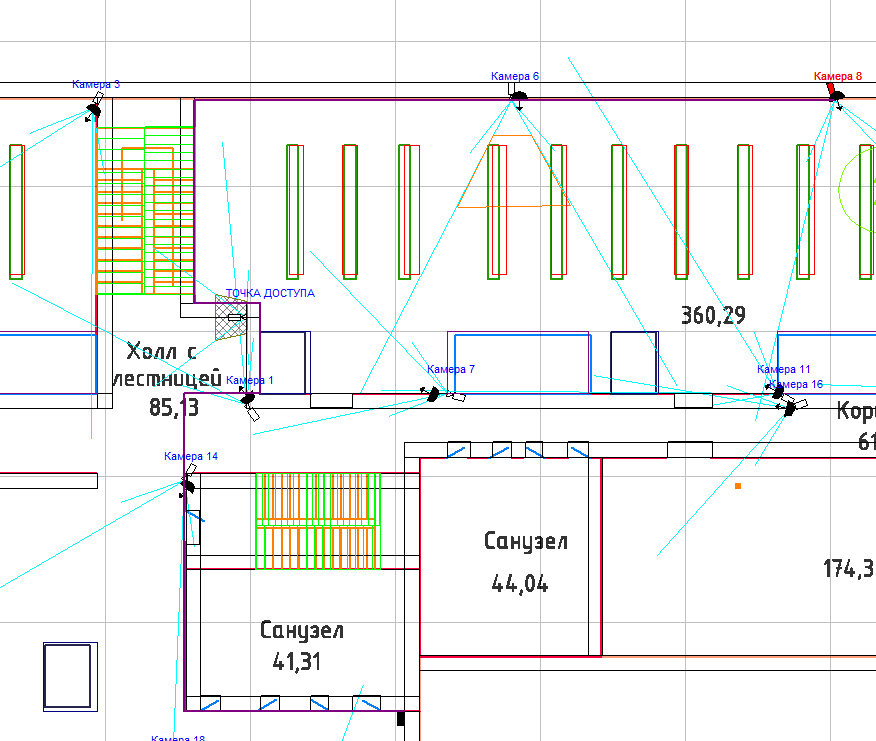 Камера 3
Камера 6
Камера 8
ТОЧКА ДОСТУПА
360,29
Холл с
лестницей
85,13
Камера 1
Камера 7
Камера 11
Камера 16
Кор
61
Камера 14
Санузел
44,04
174,3
Санузел
41,31
Камера 18